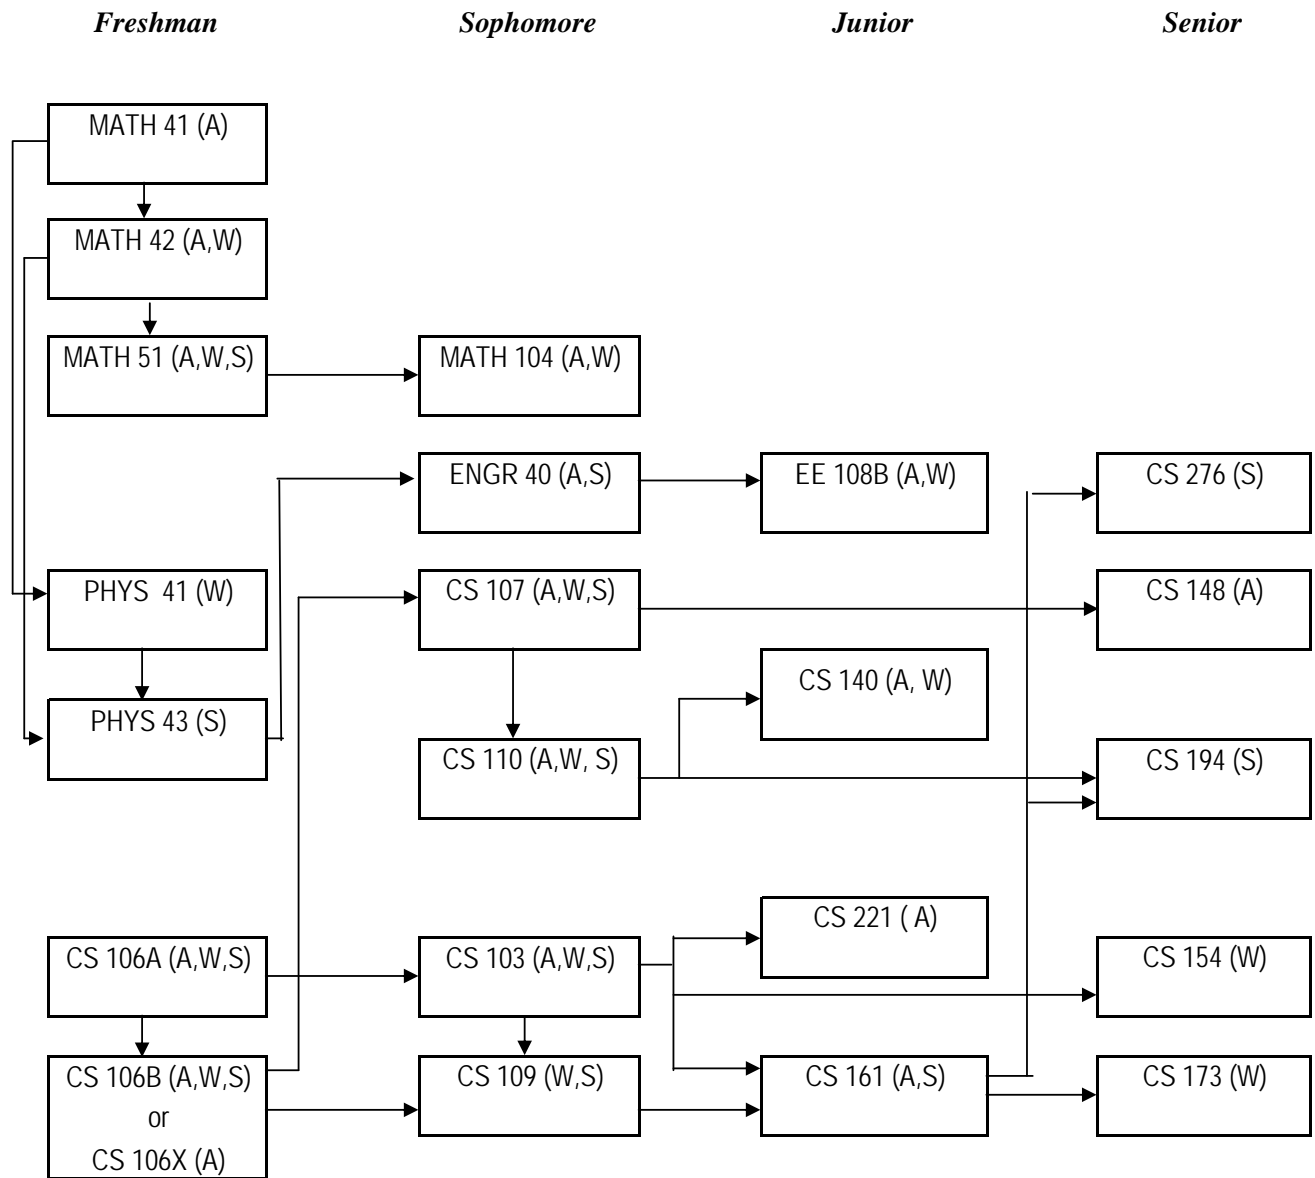 Freshman Sophomore Junior Senior
MATH 41 (A)
MATH 42 (A,W)
MATH 51 (A,W,S) MATH 104 (A,W)
ENGR 40 (A,S) EE 108B (A,W) CS 276 (S)
PHYS 41 (W) CS 107 (A,W,S) CS 148 (A)
CS 140 (A, W)
PHYS 43 (S)
CS 110 (A,W, S) CS 194 (S)
CS 221 ( A)
CS 106A (A,W,S) CS 103 (A,W,S) CS 154 (W)
CS 106B (A,W,S) CS 109 (W,S) CS 161 (A,S) CS 173 (W)
or
CS 106X (A)